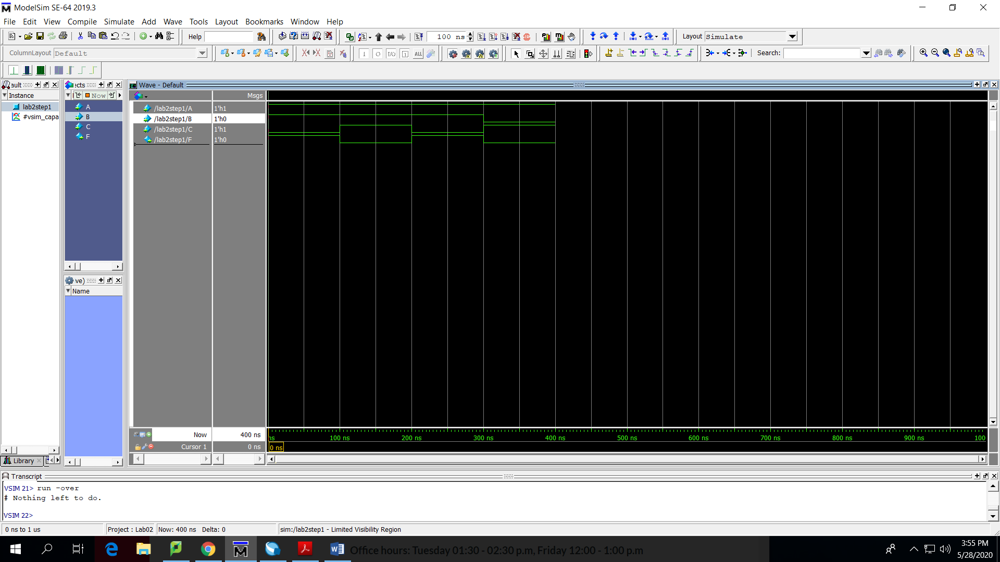 ModelSim SE-64 2019.3
File Edit View Compile Simulate Add Wave Tools Layout Bookmarks Window Help
Help 100 ns Layout Simulate
ColumnLayout Default Search:
ault ects Wave - Default
Instance Now Msgs
lab2step1 A /lab2step1/A 1'h1
#vsim_capa B /lab2step1/B 1'h0
C /lab2step1/C 1'h1
F /lab2step1/F 1'h0
ve)
Name
Now 400 ns ns 100 ns 200 ns 300 ns 400 ns 500 ns 600 ns 700 ns 800 ns 900 ns 100
Cursor 1 0 ns 0 ns
Library
Transcript
VSIM 21> run -over
# Nothing left to do.
VSIM 22>
0 ns to 1 us Project : Lab02 Now: 400 ns Delta: 0 sim:/lab2step1 - Limited Visibility Region
Office hours: Tuesday 01:30 - 02:30 p.m, Friday 12:00 - 1:00 p.m
3:55 PM
5/28/2020